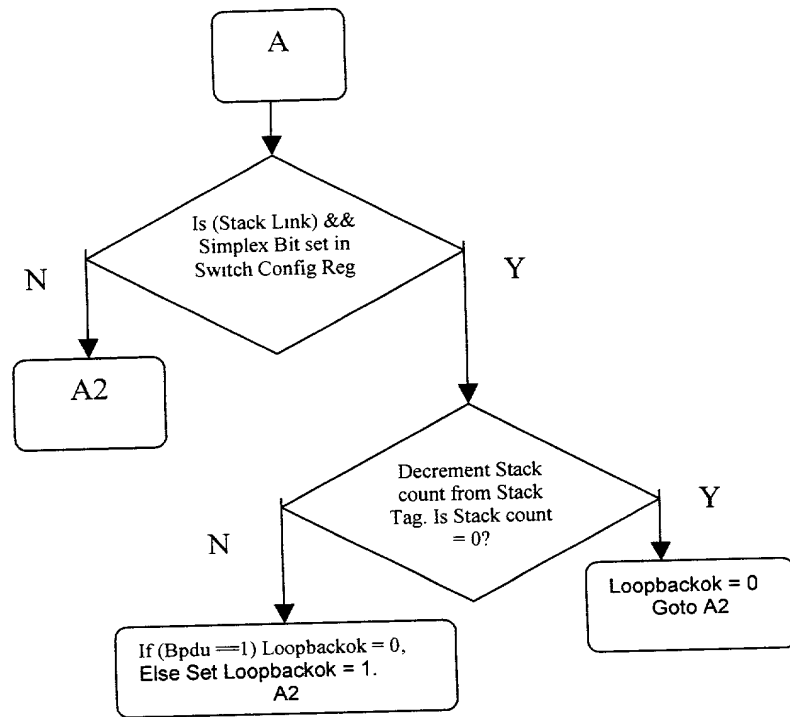 A
Is (Stack Link) &&
Simplex Bit set in
Switch Config Reg
N
Y
A2
Decrement Stack
count from Stack
Tag. Is Stack count
= 0?
N
Y
Loopbackok = 0
Goto A2
If (Bpdu ==1) Loopbackok = 0,
Else Set Loopbackok = 1.
A2